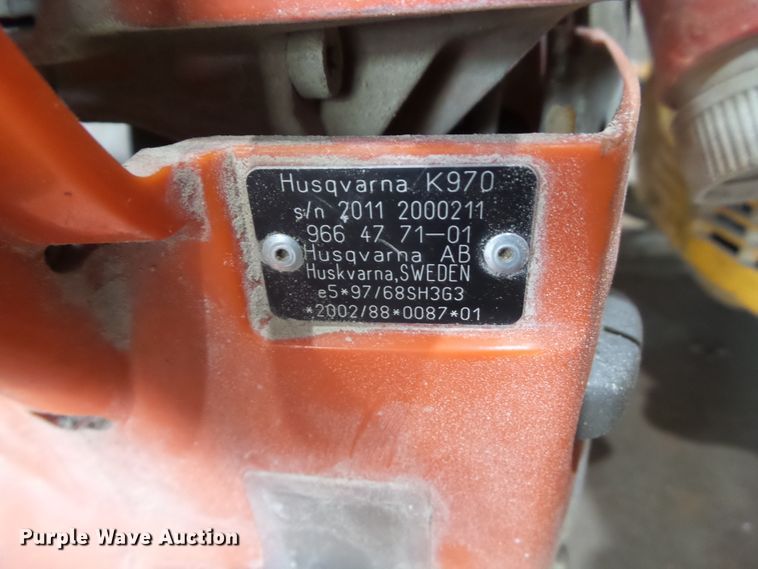 Husqvarna K970
s/n 2011 2000211
966 47 71-01
Husqvarna AB
Huskvarna, SWEDEN
e5*97/68SH3G3
*2002/88*0087*01
Purple Wave Auction